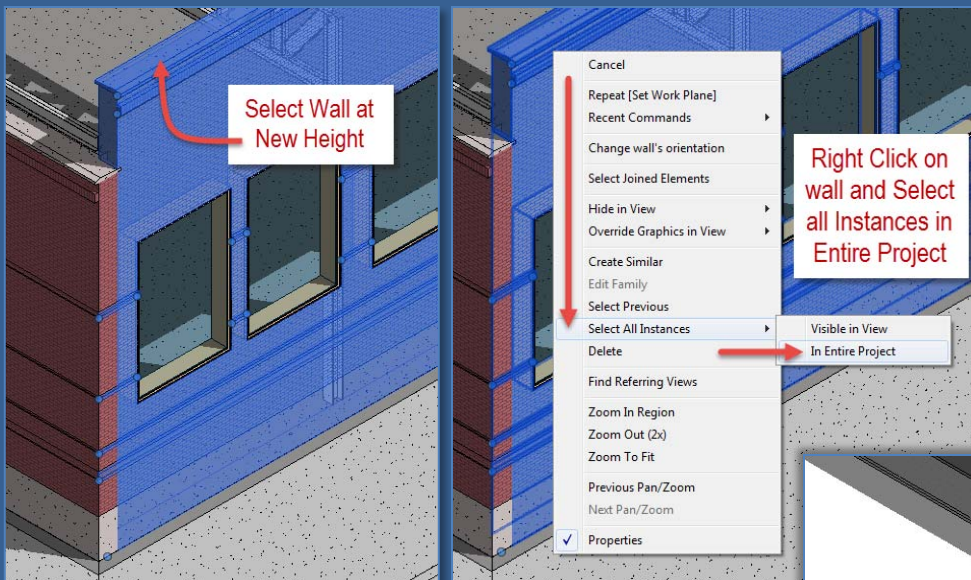 Select Wall at
New Height
Cancel
Repeat [Set Work Plane]
Recent Commands
Change wall's orientation
Select Joined Elements
Hide in View
Override Graphics in View
Create Similar
Edit Family
Select Previous
Select All Instances
Delete
Find Referring Views
Zoom In Region
Zoom Out (2x)
Zoom To Fit
Previous Pan/Zoom
Next Pan/Zoom
Properties
Visible in View
In Entire Project
Right Click on
wall and Select
all Instances in
Entire Project